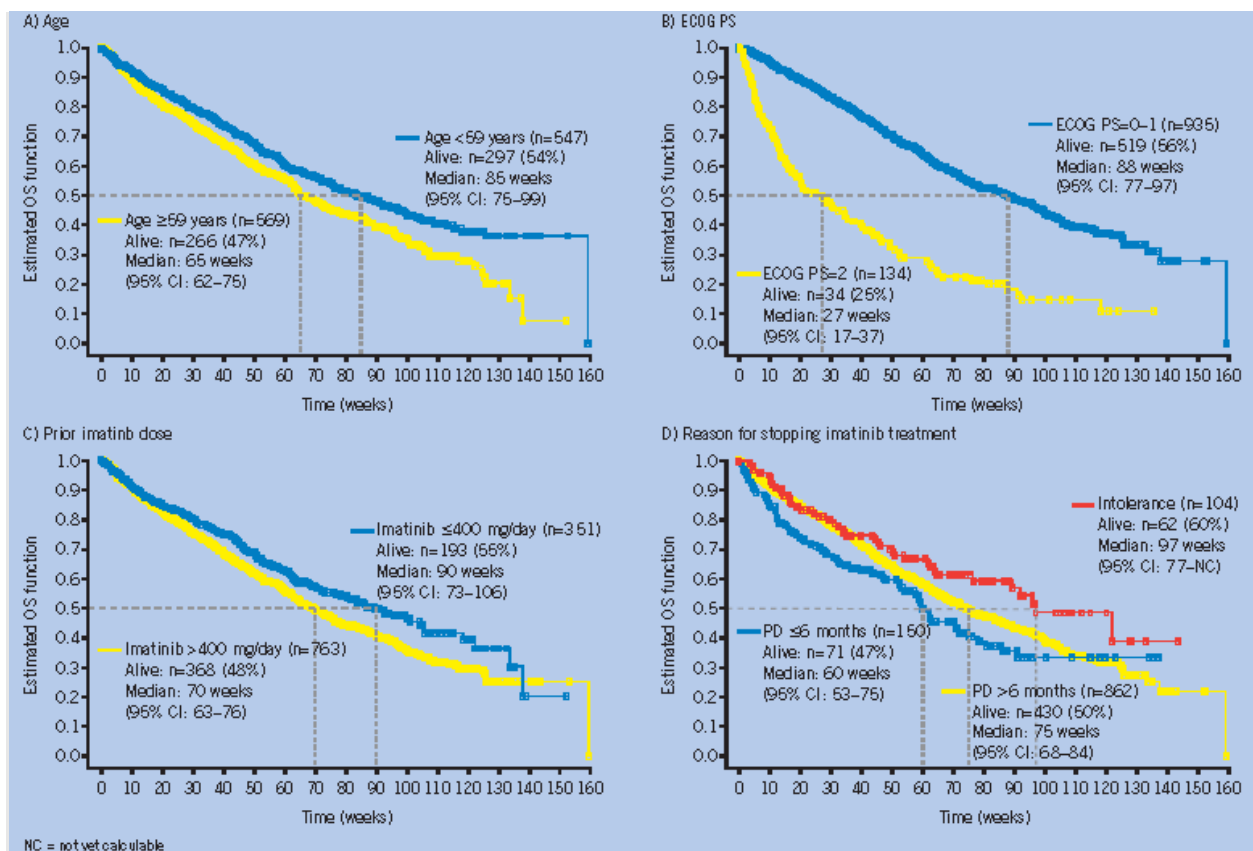 A) Age
1.0
0.9
0.8
0.7
0.6
0.5
0.4
0.3
0.2
0.1
0.0
Estimated OS function
Age <59 years (n=547)
Alive: n=297 (54%)
Median: 85 weeks
(95% CI: 75–99)
Age ≥59 years (n=569)
Alive: n=266 (47%)
Median: 65 weeks
(95% CI: 62–75)
0 10 20 30 40 50 60 70 80 90 100 110 120 130 140 150 160
Time (weeks)
B) ECOG PS
1.0
0.9
0.8
0.7
0.6
0.5
0.4
0.3
0.2
0.1
0.0
Estimated OS function
ECOG PS=0–1 (n=935)
Alive: n=519 (56%)
Median: 88 weeks
(95% CI: 77–97)
ECOG PS=2 (n=134)
Alive: n=34 (25%)
Median: 27 weeks
(95% CI: 17–37)
0 10 20 30 40 50 60 70 80 90 100 110 120 130 140 150 160
Time (weeks)
C) Prior imatinb dose
1.0
0.9
0.8
0.7
0.6
0.5
0.4
0.3
0.2
0.1
0.0
Estimated OS function
Imatinib ≤400 mg/day (n=351)
Alive: n=193 (55%)
Median: 90 weeks
(95% CI: 73–106)
Imatinib >400 mg/day (n=763)
Alive: n=368 (48%)
Median: 70 weeks
(95% CI: 63–76)
0 10 20 30 40 50 60 70 80 90 100 110 120 130 140 150 160
Time (weeks)
D) Reason for stopping imatinib treatment
1.0
0.9
0.8
0.7
0.6
0.5
0.4
0.3
0.2
0.1
0.0
Estimated OS function
Intolerance (n=104)
Alive: n=62 (60%)
Median: 97 weeks
(95% CI: 77–NC)
PD ≤6 months (n=150)
Alive: n=71 (47%)
Median: 60 weeks
(95% CI: 53–75)
PD >6 months (n=862)
Alive: n=430 (50%)
Median: 75 weeks
(95% CI: 68–84)
0 10 20 30 40 50 60 70 80 90 100 110 120 130 140 150 160
Time (weeks)
NC = not yet calculable